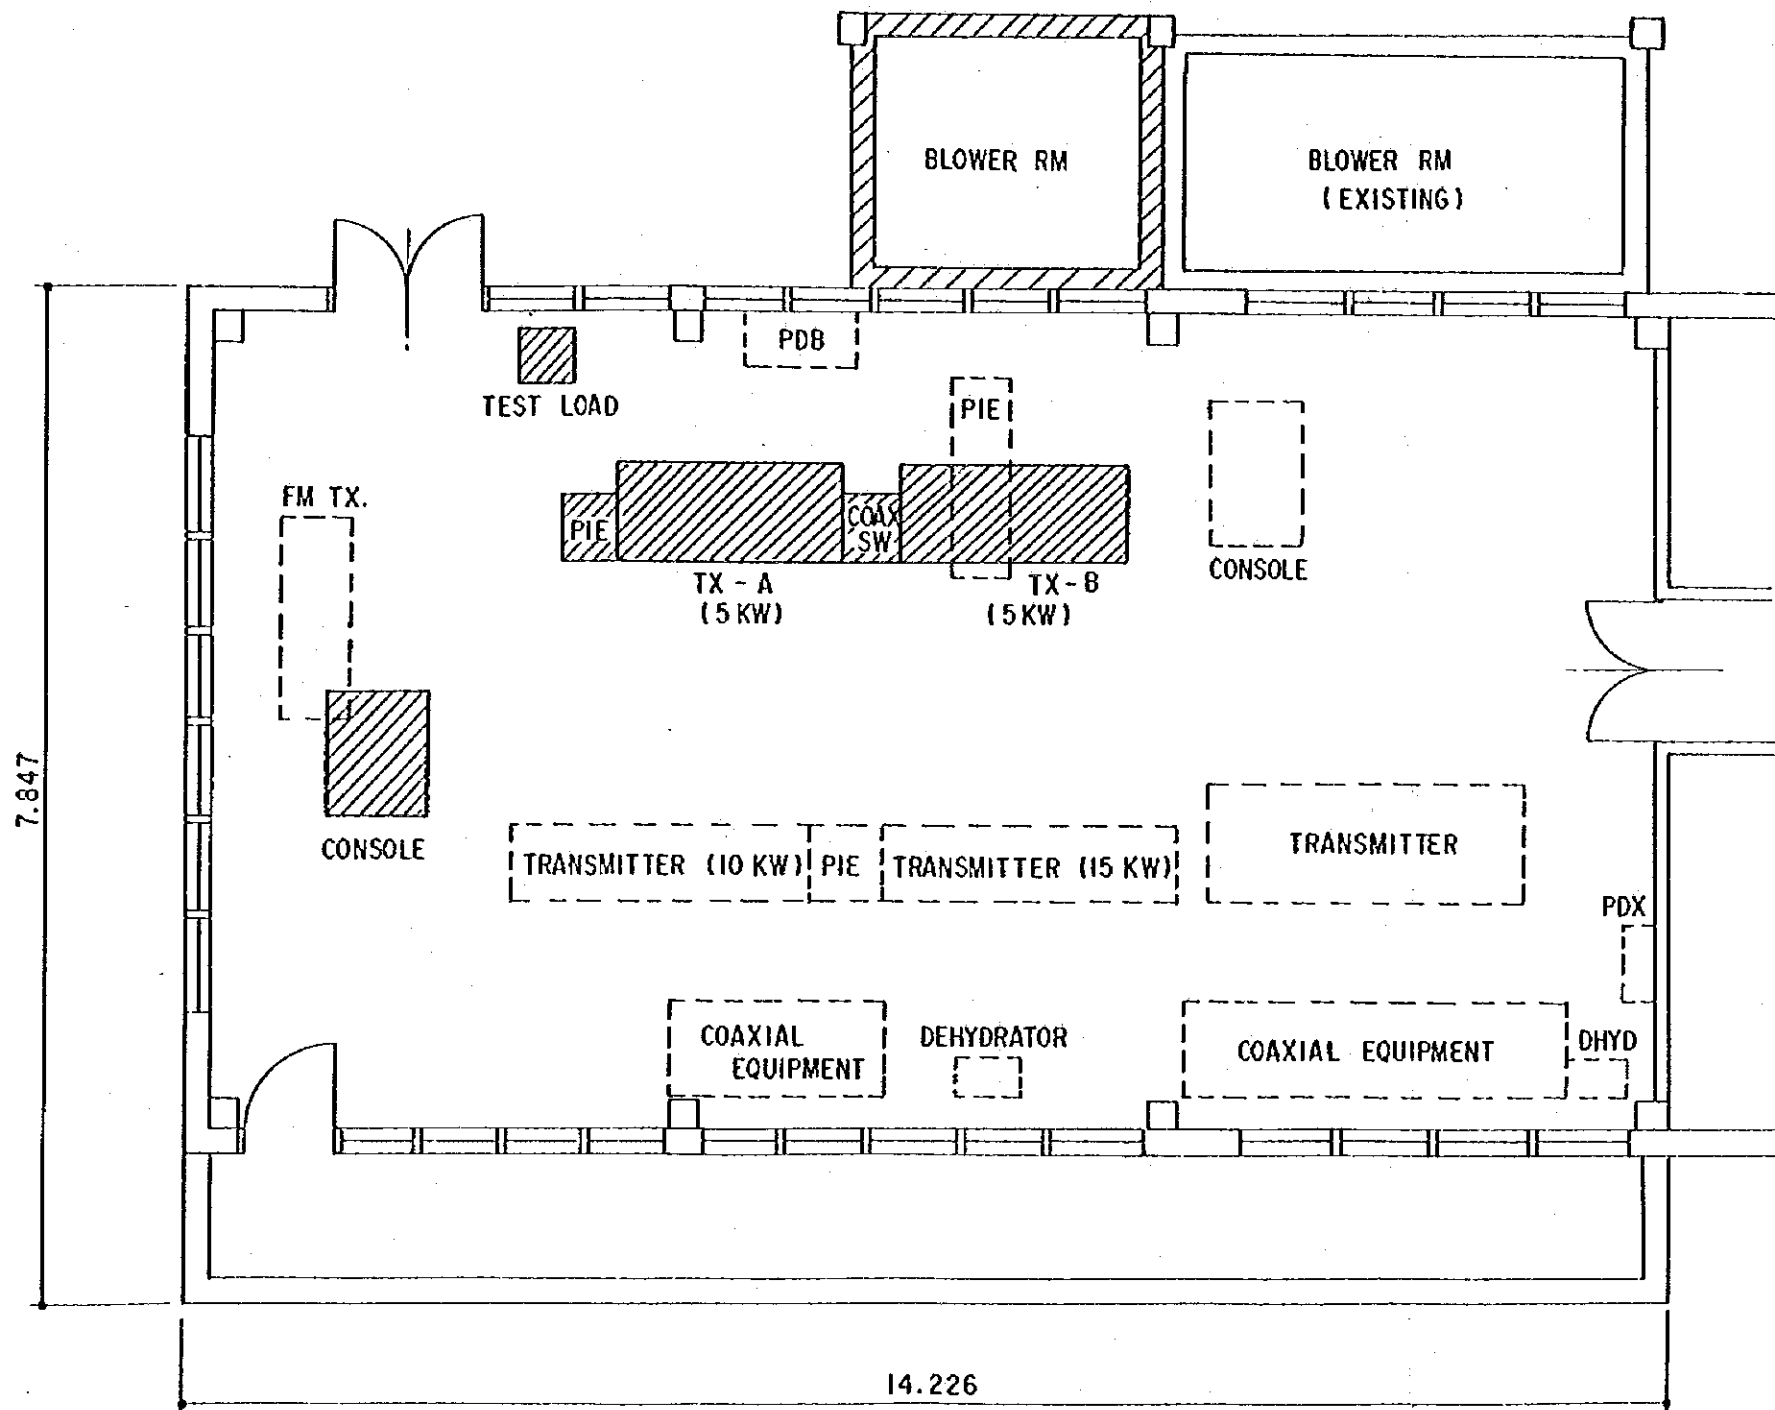 BLOWER RM
BLOWER RM
(EXISTING)
PDB
TEST LOAD
PIE
FM TX.
PIE
COAX
SW
CONSOLE
TX - A
(5 KW)
TX - B
(5 KW)
7.847
CONSOLE
TRANSMITTER (10 KW)
PIE
TRANSMITTER (15 KW)
TRANSMITTER
PDX
COAXIAL
EQUIPMENT
DEHYDRATOR
COAXIAL EQUIPMENT
DHYD
14.226